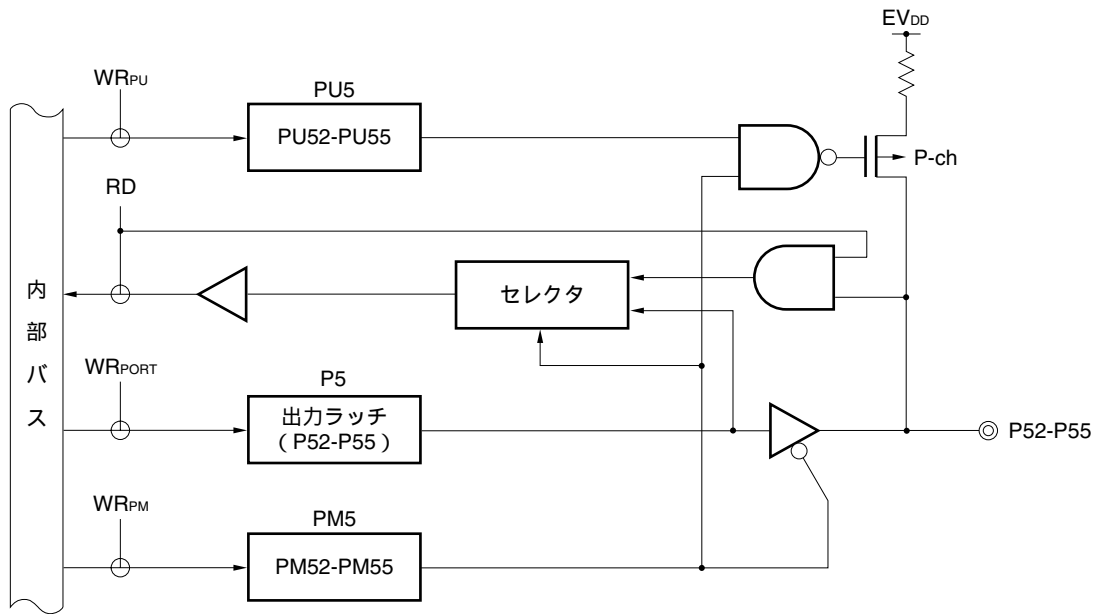 EVDD
WRPU
PU5
PU52-PU55
P-ch
RD
内部バス
セレクタ
WRPORT
P5
出力ラッチ
(P52-P55)
P52-P55
WRPM
PM5
PM52-PM55